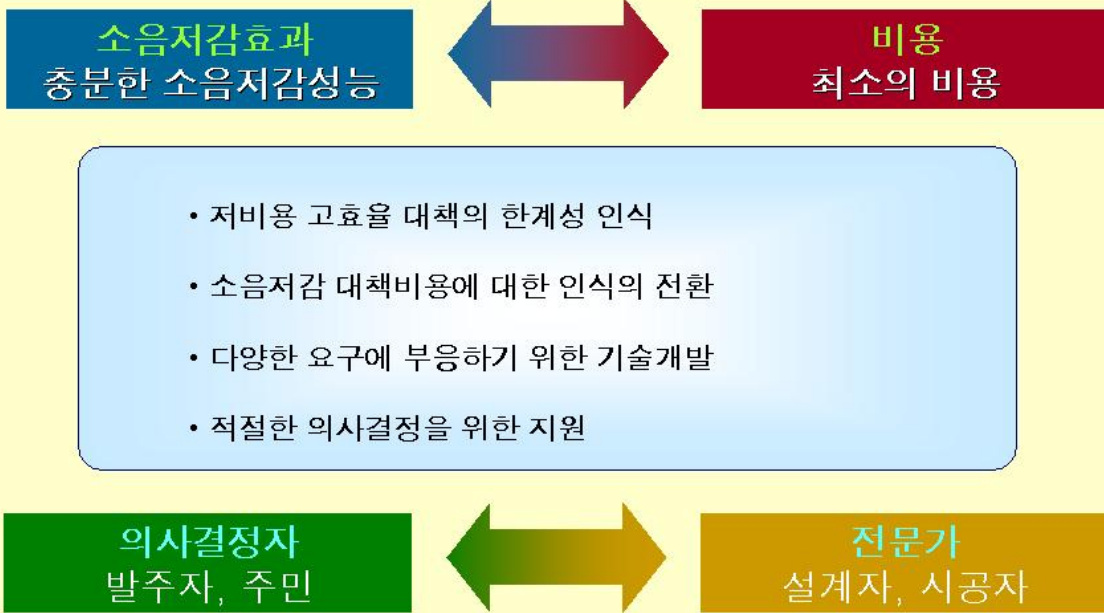 소음저감효과
충분한 소음저감성능
비용
최소의 비용
• 저비용 고효율 대책의 한계성 인식
• 소음저감 대책비용에 대한 인식의 전환
• 다양한 요구에 부응하기 위한 기술개발
• 적절한 의사결정을 위한 지원
의사결정자
발주자, 주민
전문가
설계자, 시공자